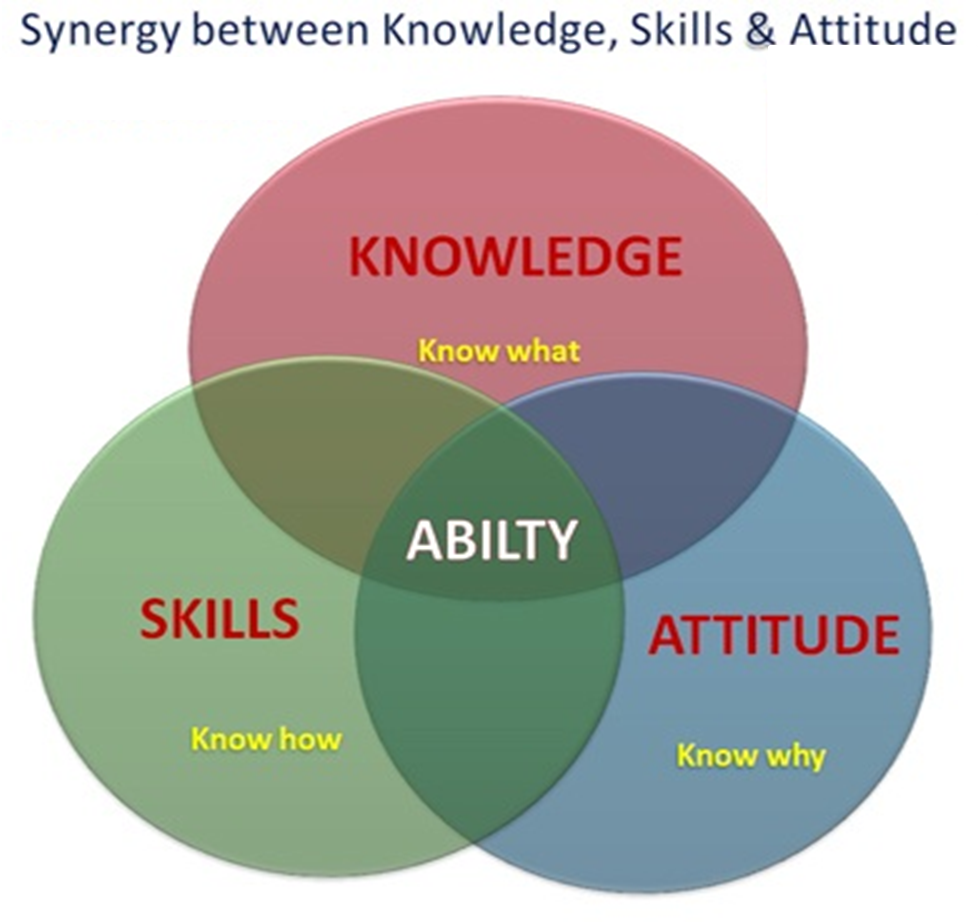 Synergy between Knowledge, Skills & Attitude
KNOWLEDGE
Know what
ABILTY
SKILLS
ATTITUDE
Know how
Know why